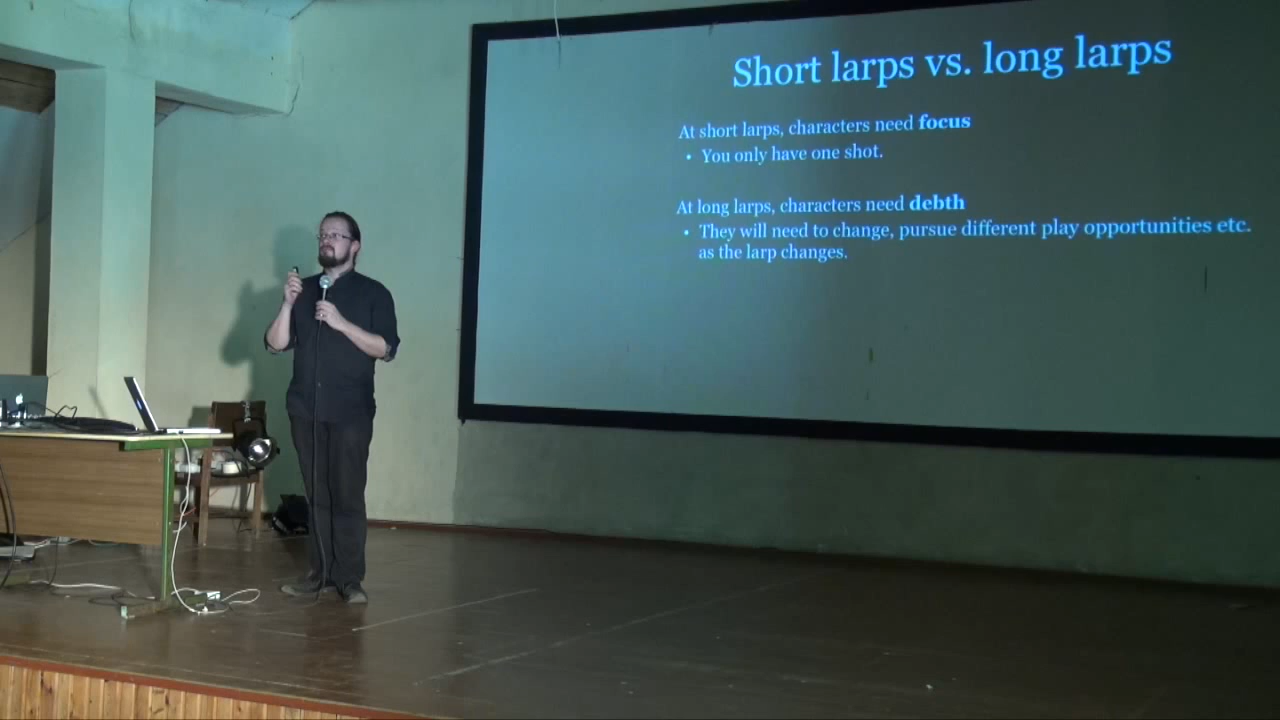 Short larps vs. long larps
At short larps, characters need focus
• You only have one shot.
At long larps, characters need debth
• They will need to change, pursue different play opportunities etc.
as the larp changes.